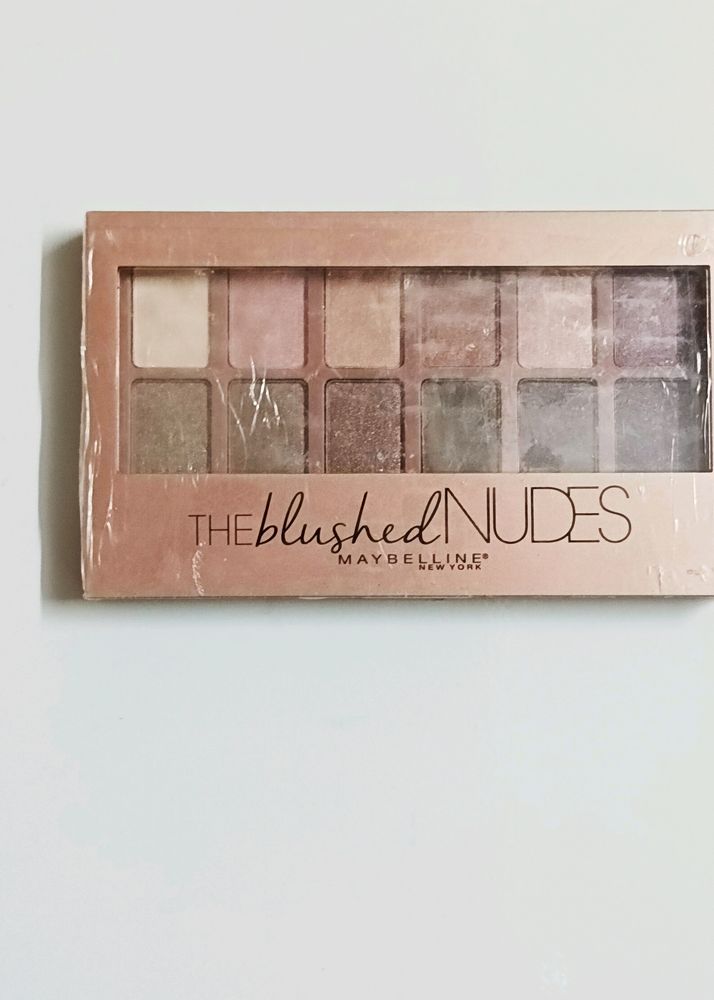 THE blushed NUDES
MAYBELLINE®
NEW YORK